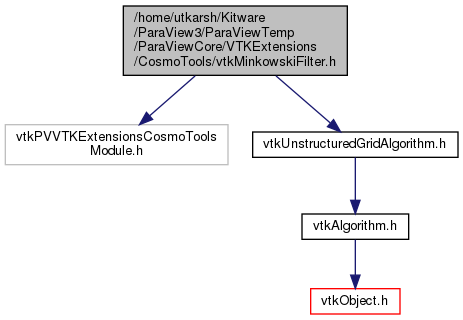 /home/utkarsh/Kitware
/ParaView3/ParaViewTemp
/ParaViewCore/VTKExtensions
/CosmoTools/vtkMinkowskiFilter.h
vtkPVVTKExtensionsCosmoTools
Module.h
vtkUnstructuredGridAlgorithm.h
vtkAlgorithm.h
vtkObject.h